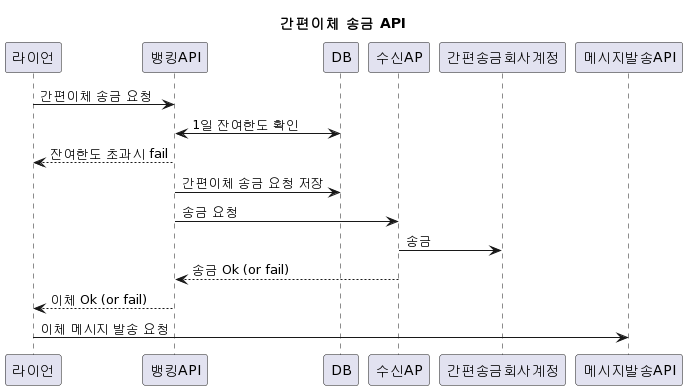 간편이체 송금 API
라이언 뱅킹API DB 수신AP 간편송금회사계정 메시지발송API
간편이체 송금 요청
1일 잔여한도 확인
잔여한도 초과시 fail
간편이체 송금 요청 저장
송금 요청
송금
송금 Ok (or fail)
이체 Ok (or fail)
이체 메시지 발송 요청
라이언 뱅킹API DB 수신AP 간편송금회사계정 메시지발송API